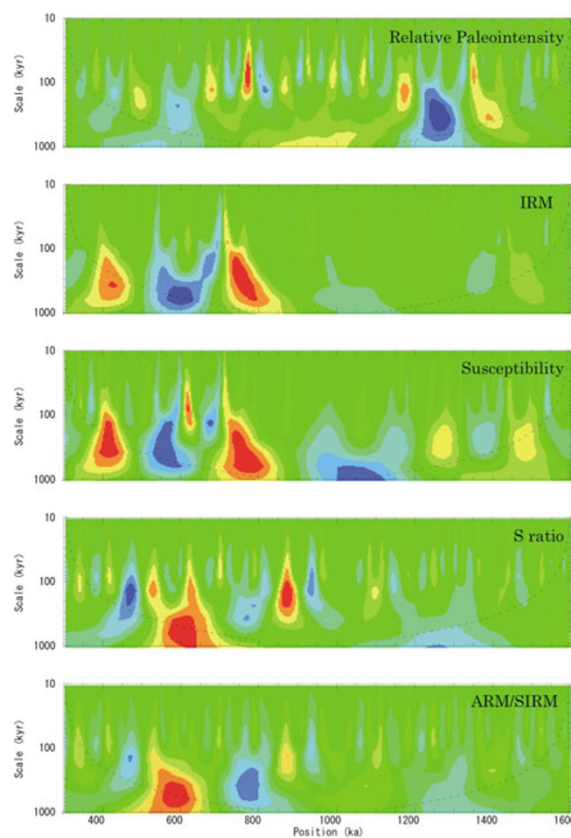 10
Relative Paleointensity
Scale (kyr)
100
1000
10
IRM
Scale (kyr)
100
1000
10
Susceptibility
Scale (kyr)
100
1000
10
S ratio
Scale (kyr)
100
1000
10
ARM/SIRM
Scale (kyr)
100
1000
400 600 800 1000 1200 1400 1600
Position (ka)